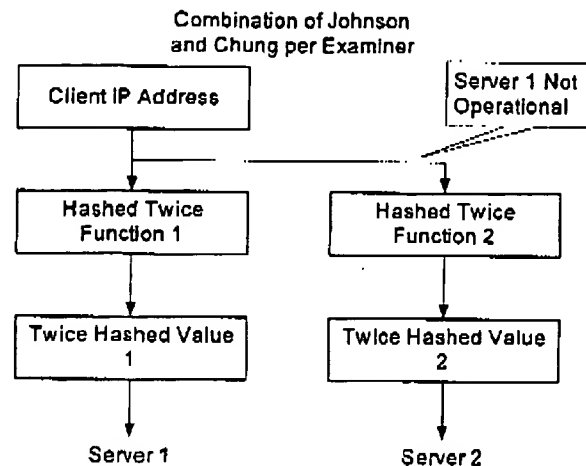 Combination of Johnson
and Chung per Examiner
Client IP Address
Server 1 Not
Operational
Hashed Twice
Function 1
Hashed Twice
Function 2
Twice Hashed Value
1
Twice Hashed Value
2
Server 1
Server 2